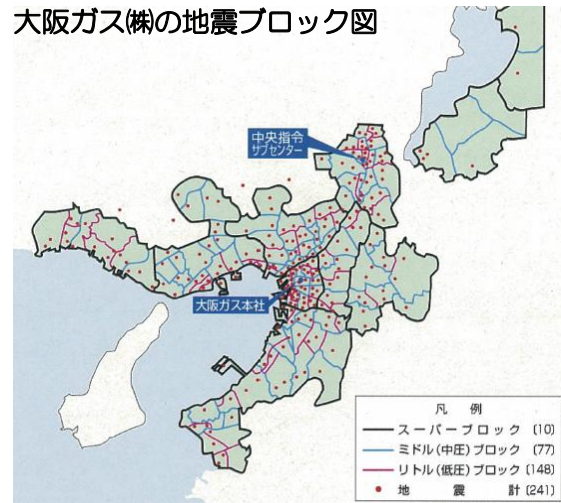 大阪ガス㈱の地震ブロック図
中央指令
サブセンター
大阪ガス本社
凡 例
スーパーブロック (10)
ミドル(中圧)ブロック (77)
リトル(低圧)ブロック (148)
地震計 (241)